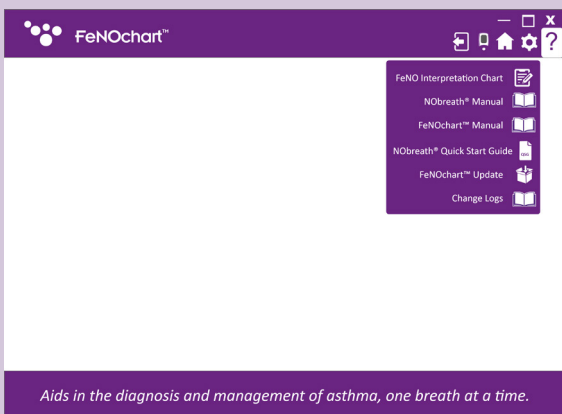 FeNOchart™
?
FeNO Interpretation Chart
NObreath® Manual
FeNOchart™ Manual
NObreath® Quick Start Guide
QSG
FeNOchart™ Update
Change Logs
Aids in the diagnosis and management of asthma, one breath at a time.